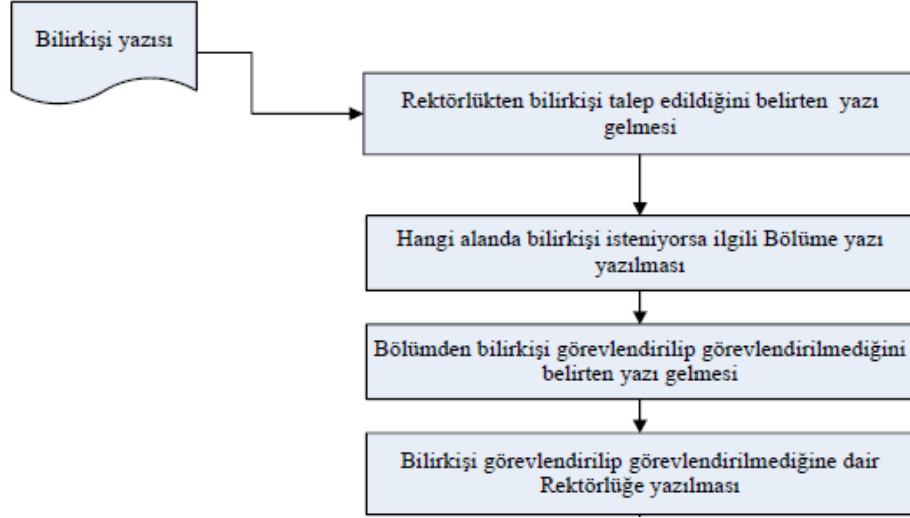 Bilirkişi yazısı
Rektörlükten bilirkişi talep edildiğini belirten yazı
gelmesi
Hangi alanda bilirkişi isteniyorsa ilgili Bölüme yazı
yazılması
Bölümden bilirkişi görevlendirilip görevlendirilmediğini
belirten yazı gelmesi
Bilirkişi görevlendirilip görevlendirilmediğine dair
Rektörlüğe yazılması